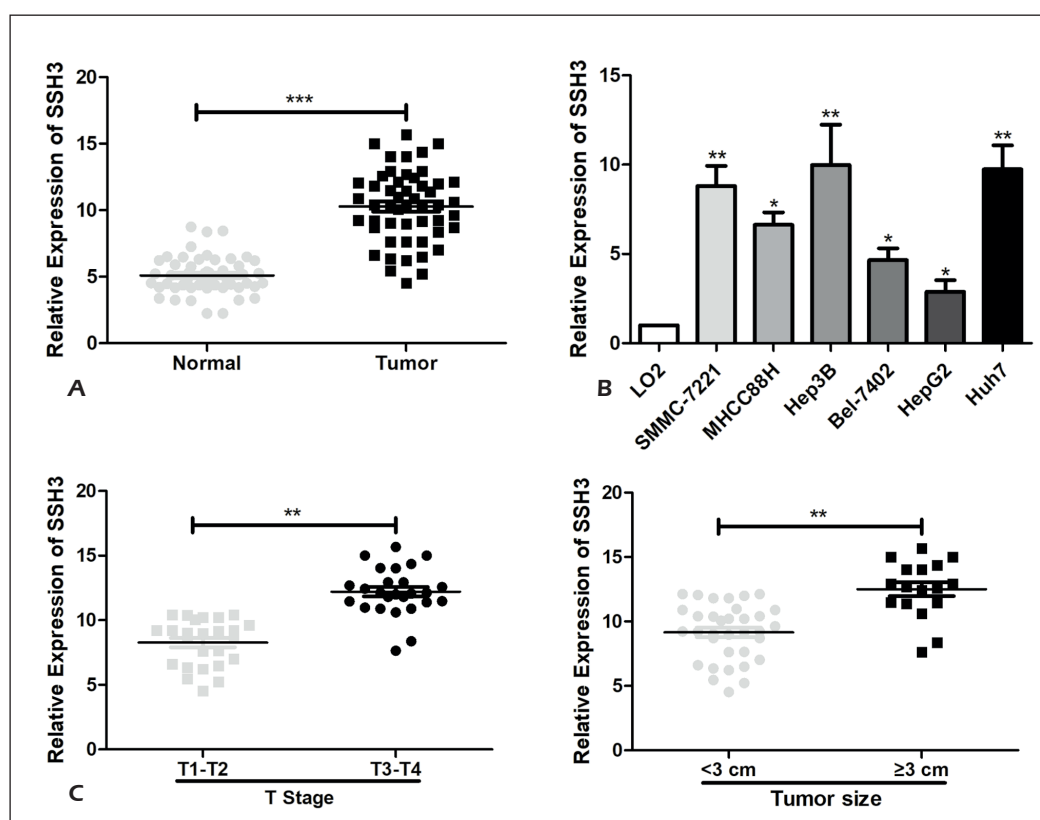 Relative Expression of SSH3
20
15
10
5
0
***
Normal
Tumor
A
Relative Expression of SSH3
15
10
5
0
**
*
**
*
*
**
LO2
SMMC-7221
MHCC88H
Hep3B
Bel-7402
HepG2
Huh7
B
Relative Expression of SSH3
20
15
10
5
0
**
T1-T2
T3-T4
T Stage
C
Relative Expression of SSH3
20
15
10
5
0
**
<3 cm
≥3 cm
Tumor size